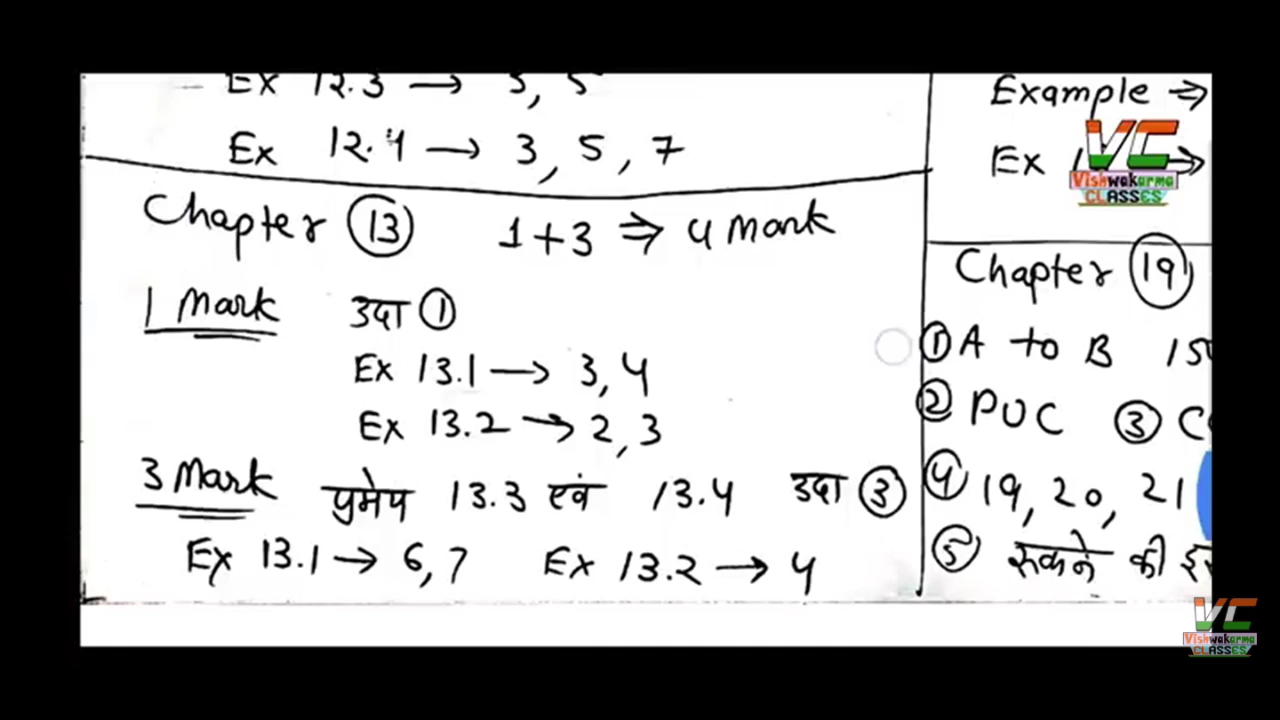 Ex 12.3 → 3, 5
Ex 12.4 → 3, 5, 7
Chapter 13 1+3 ⇒ 4 Mark
1 Mark उदा ①
Ex 13.1 → 3, 4
Ex 13.2 → 2, 3
3 Mark प्रमेय 13.3 एवं 13.4 उदा ③
Ex 13.1 → 6, 7 Ex 13.2 → 4
Example ⇒
Ex
VC
Vishwakarma
CLASSES
Chapter 19
① A to B
② PUC ③
④ 19, 20, 21
⑤ रूकने की
VC
Vishwakarma
CLASSES